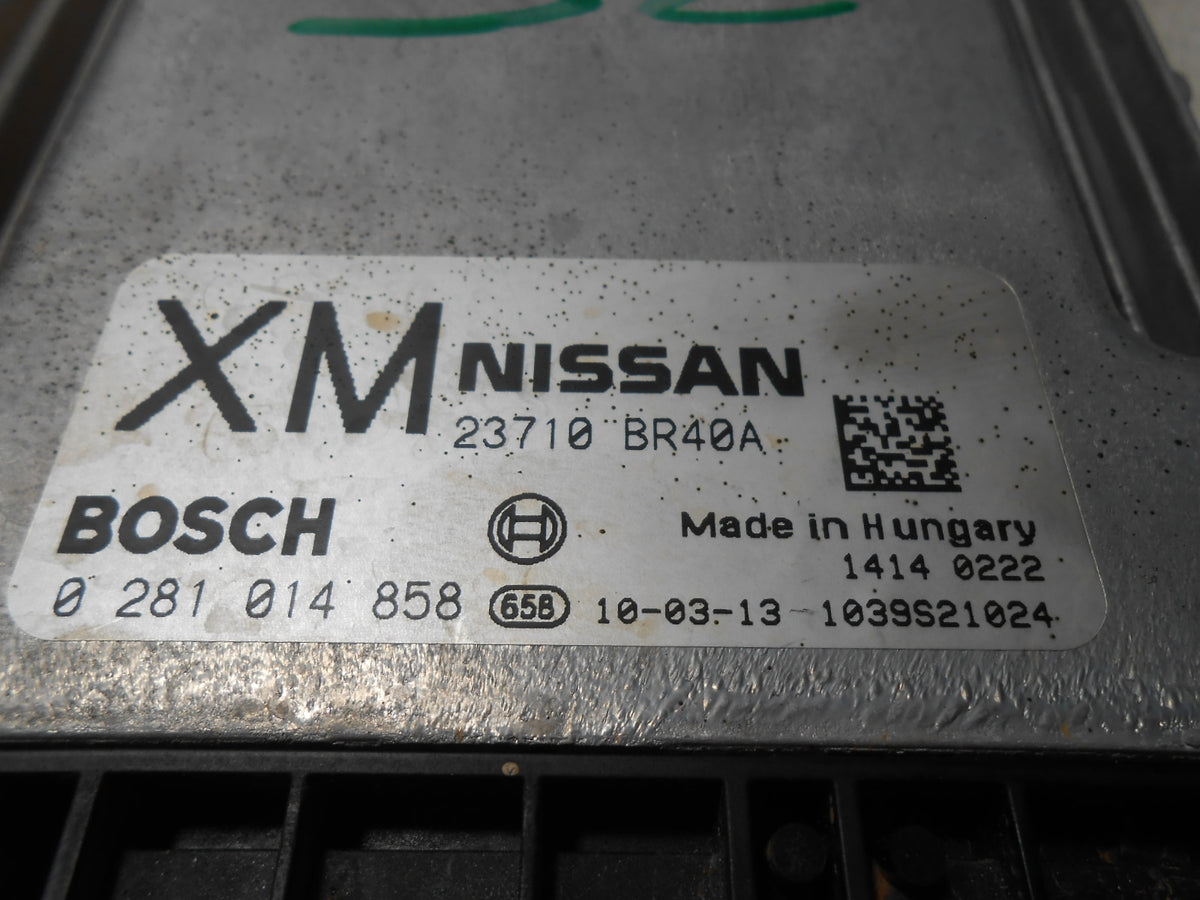 XM
NISSAN
23710 BR40A
BOSCH
Made in Hungary
1414 0222
0 281 014 858 658 10-03-13 1039S21024